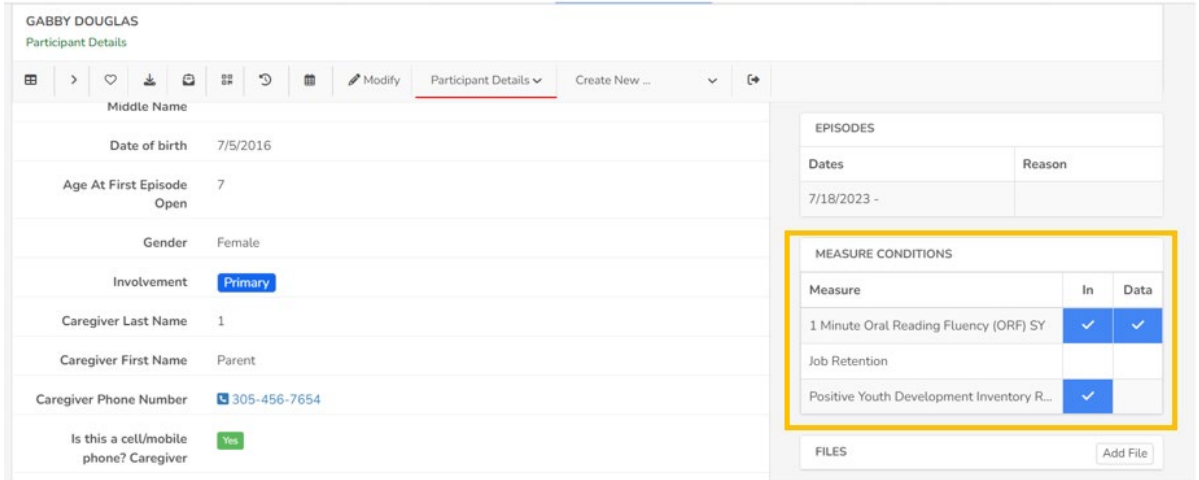 GABBY DOUGLAS
Participant Details
Modify Participant Details Create New ...
Middle Name
Date of birth 7/5/2016
Age At First Episode
Open 7
Gender Female
Involvement Primary
Caregiver Last Name 1
Caregiver First Name Parent
Caregiver Phone Number 305-456-7654
Is this a cell/mobile
phone? Caregiver Yes
EPISODES
Dates Reason
7/18/2023 -
MEASURE CONDITIONS
Measure In Data
1 Minute Oral Reading Fluency (ORF) SY
Job Retention
Positive Youth Development Inventory R...
FILES Add File